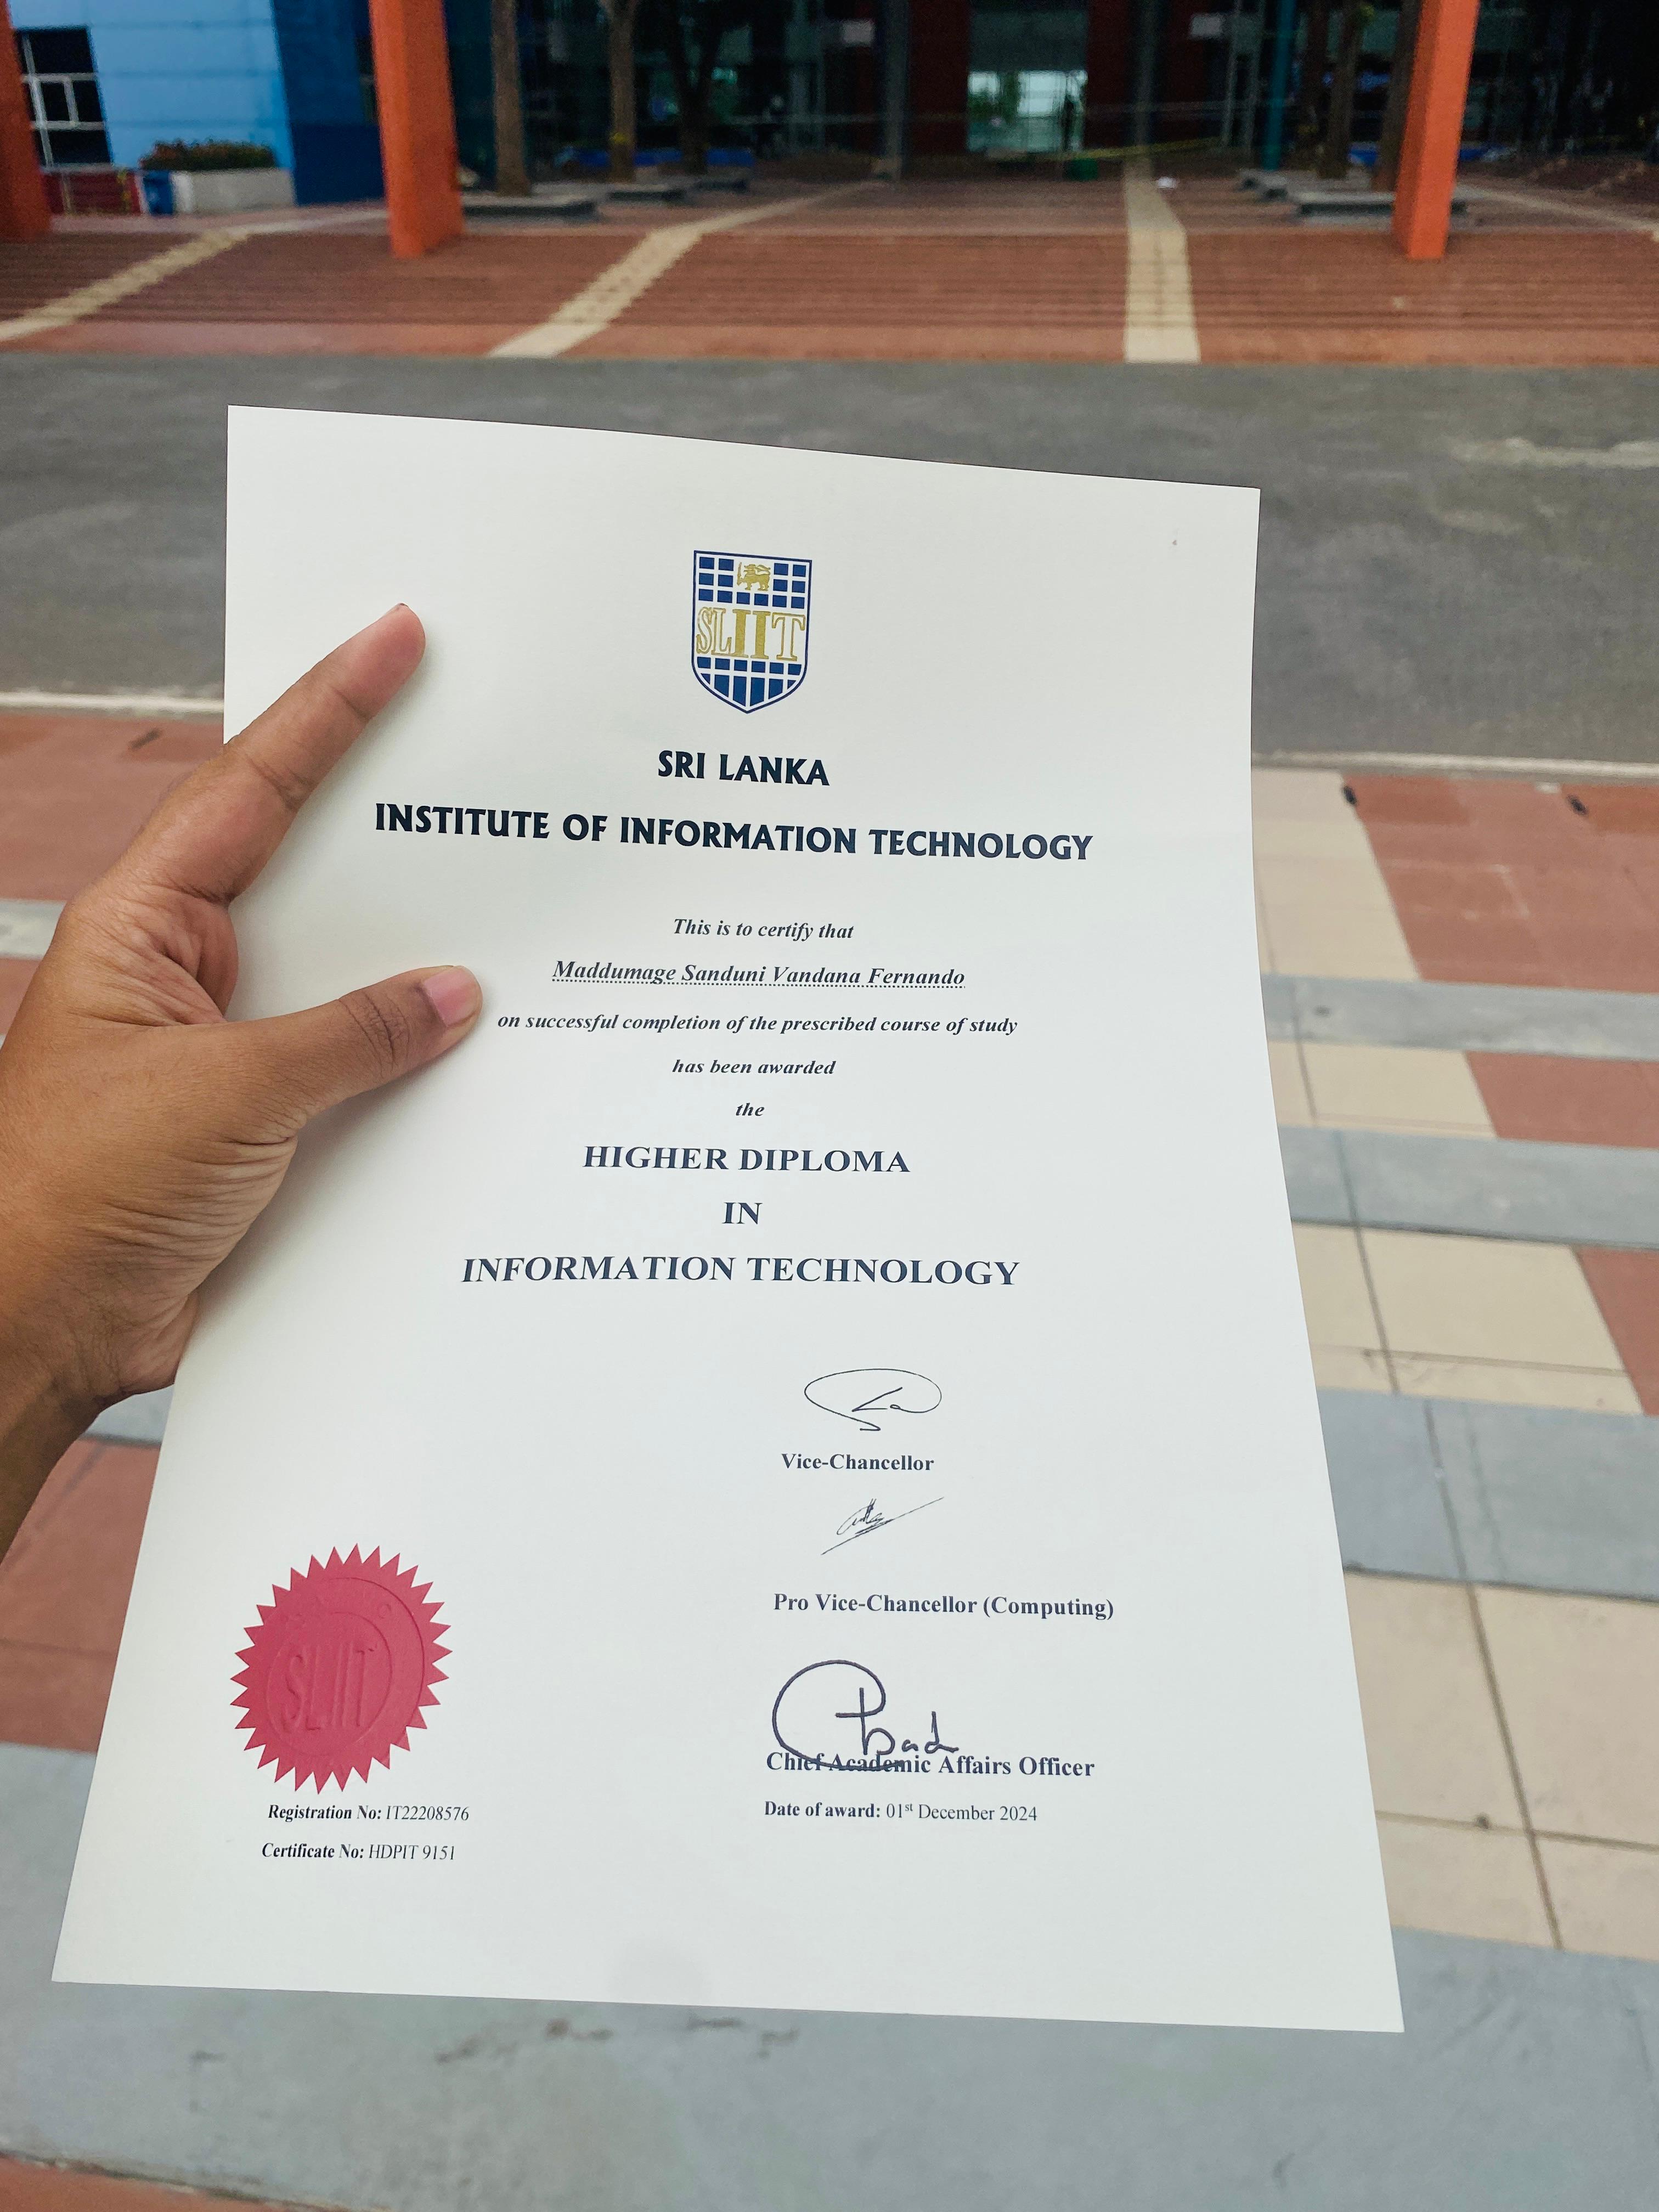 SLIIT
SRI LANKA
INSTITUTE OF INFORMATION TECHNOLOGY
This is to certify that
Maddumage Sanduni Vandana Fernando
on successful completion of the prescribed course of study
has been awarded
the
HIGHER DIPLOMA
IN
INFORMATION TECHNOLOGY
Vice-Chancellor
Pro Vice-Chancellor (Computing)
Chief Academic Affairs Officer
Date of award: 01st December 2024
SLIIT
Registration No: IT22208576
Certificate No: HDPIT 9151